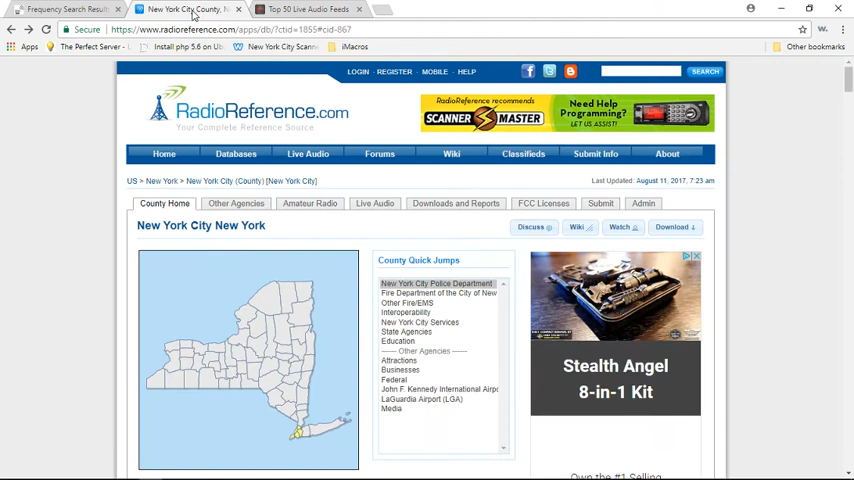 Frequency Search Result
New York City County, N
Top 50 Live Audio Feeds
Secure
https://www.radioreference.com/apps/db/?ctid=1855#cid-867
Apps
The Perfect Server -
Install php 5.6 on Ub
New York City Scann
iMacros
Other bookmarks
LOGIN · REGISTER · MOBILE · HELP
SEARCH
RadioReference.com
Your Complete Reference Source
RadioReference recommends
SCANNER MASTER
Need Help
Programming?
LET US ASSIST!
Home
Databases
Live Audio
Forums
Wiki
Classifieds
Submit Info
About
US > New York > New York City (County) [New York City]
Last Updated: August 11, 2017, 7:23 am
County Home
Other Agencies
Amateur Radio
Live Audio
Downloads and Reports
FCC Licenses
Submit
Admin
New York City New York
Discuss
Wiki
Watch
Download
County Quick Jumps
New York City Police Department
Fire Department of the City of New
Other Fire/EMS
Interoperability
New York City Services
State Agencies
Education
------ Other Agencies ------
Attractions
Businesses
Federal
John F. Kennedy International Airpo
LaGuardia Airport (LGA)
Media
Stealth Angel
8-in-1 Kit
Own the #1 Selling